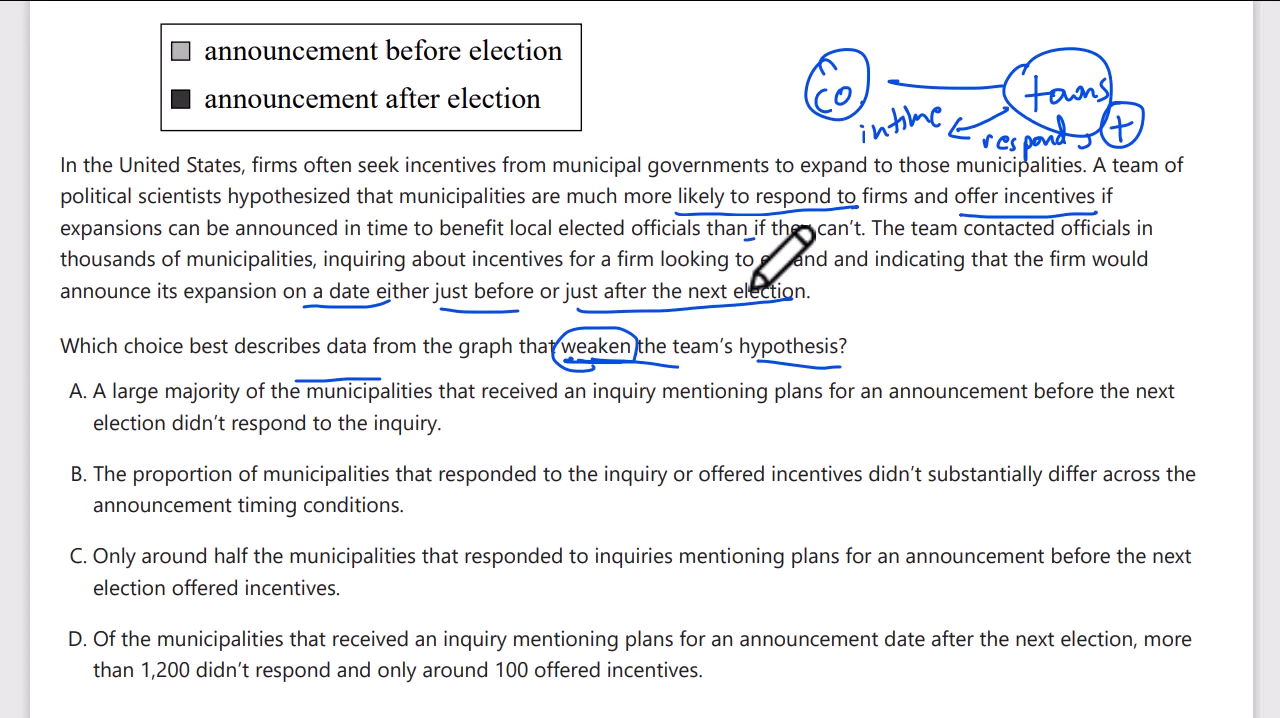 announcement before election
announcement after election
co
towns
in time
respond
+
In the United States, firms often seek incentives from municipal governments to expand to those municipalities. A team of
political scientists hypothesized that municipalities are much more likely to respond to firms and offer incentives if
expansions can be announced in time to benefit local elected officials than if they can’t. The team contacted officials in
thousands of municipalities, inquiring about incentives for a firm looking to expand and indicating that the firm would
announce its expansion on a date either just before or just after the next election.
Which choice best describes data from the graph that weaken the team’s hypothesis?
A. A large majority of the municipalities that received an inquiry mentioning plans for an announcement before the next
election didn’t respond to the inquiry.
B. The proportion of municipalities that responded to the inquiry or offered incentives didn’t substantially differ across the
announcement timing conditions.
C. Only around half the municipalities that responded to inquiries mentioning plans for an announcement before the next
election offered incentives.
D. Of the municipalities that received an inquiry mentioning plans for an announcement date after the next election, more
than 1,200 didn’t respond and only around 100 offered incentives.